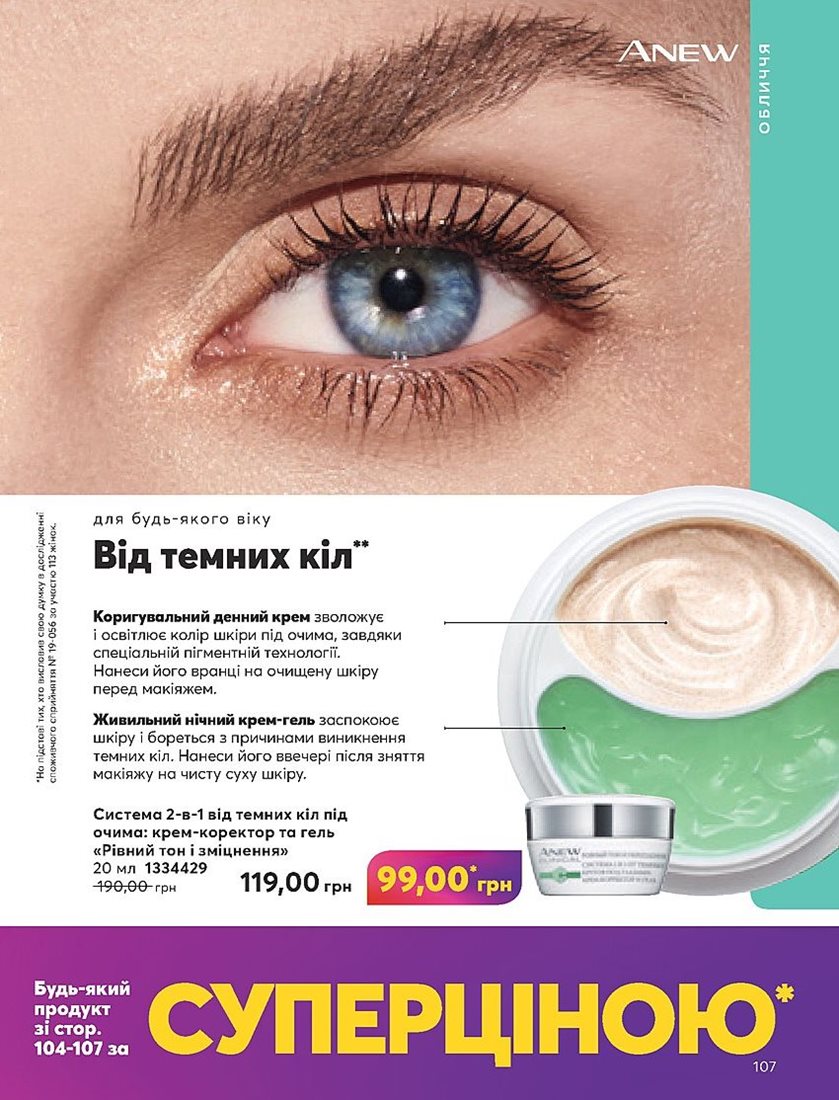 ANEW
ОБЛИЧЧЯ
для будь-якого віку
Від темних кіл**
Коригувальний денний крем зволожує
і освітлює колір шкіри під очима, завдяки
спеціальній пігментній технології.
Нанеси його вранці на очищену шкіру
перед макіяжем.
Живильний нічний крем-гель заспокоює
шкіру і бореться з причинами виникнення
темних кіл. Нанеси його ввечері після зняття
макіяжу на чисту суху шкіру.
Система 2-в-1 від темних кіл під
очима: крем-коректор та гель
«Рівний тон і зміцнення»
20 мл 1334429
190,00 грн
119,00 грн
99,00* грн
*На підставі тих, хто висловив свою думку в дослідженні
споживчого сприйняття № 19-056 за участю 113 жінок.
ANEW
CLINICAL
Будь-який
продукт
зі стор.
104-107 за
СУПЕРЦІНОЮ*
107